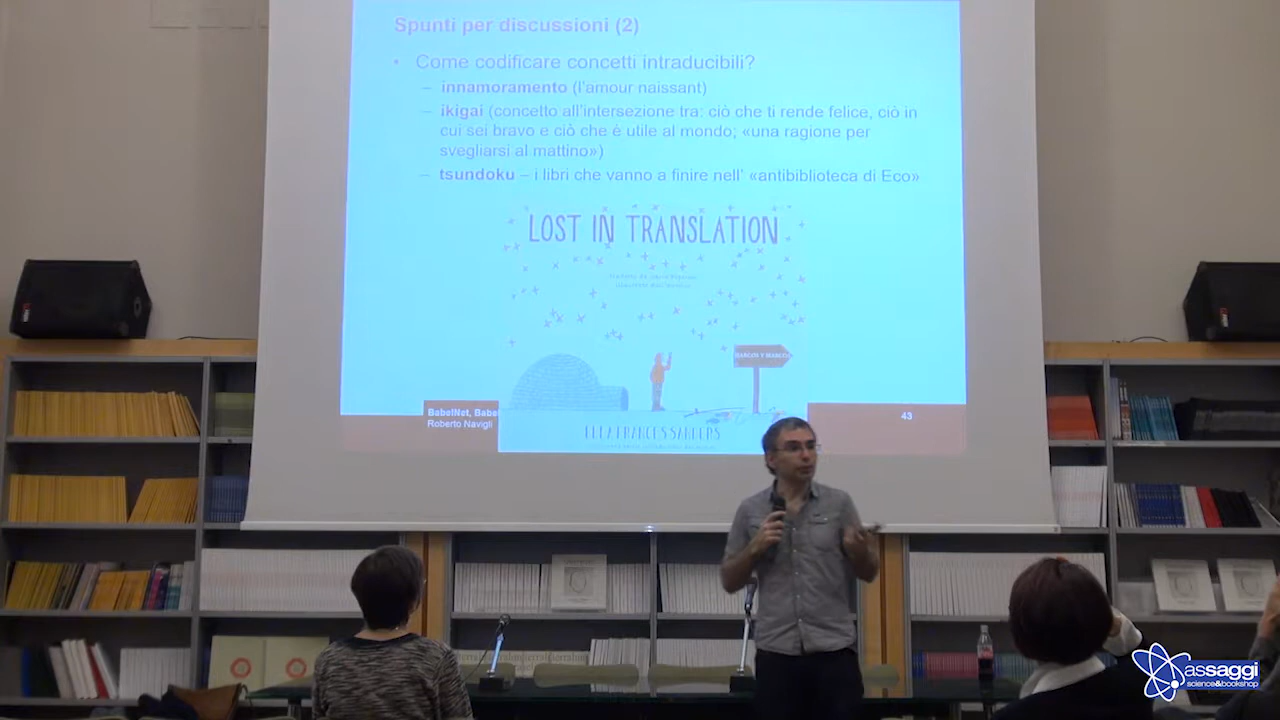 Spunti per discussioni (2)
• Come codificare concetti intraducibili?
– innamoramento (l'amour naissant)
– ikigai (concetto all'intersezione tra: ciò che ti rende felice, ciò in
cui sei bravo e ciò che è utile al mondo; «una ragione per
svegliarsi al mattino»)
– tsundoku – i libri che vanno a finire nell' «antibiblioteca di Eco»
LOST IN TRANSLATION
MARCOS Y MARCOS
ELLA FRANCES SANDERS
BabelNet,
Roberto Navigli
43
assaggi
science&bookshop